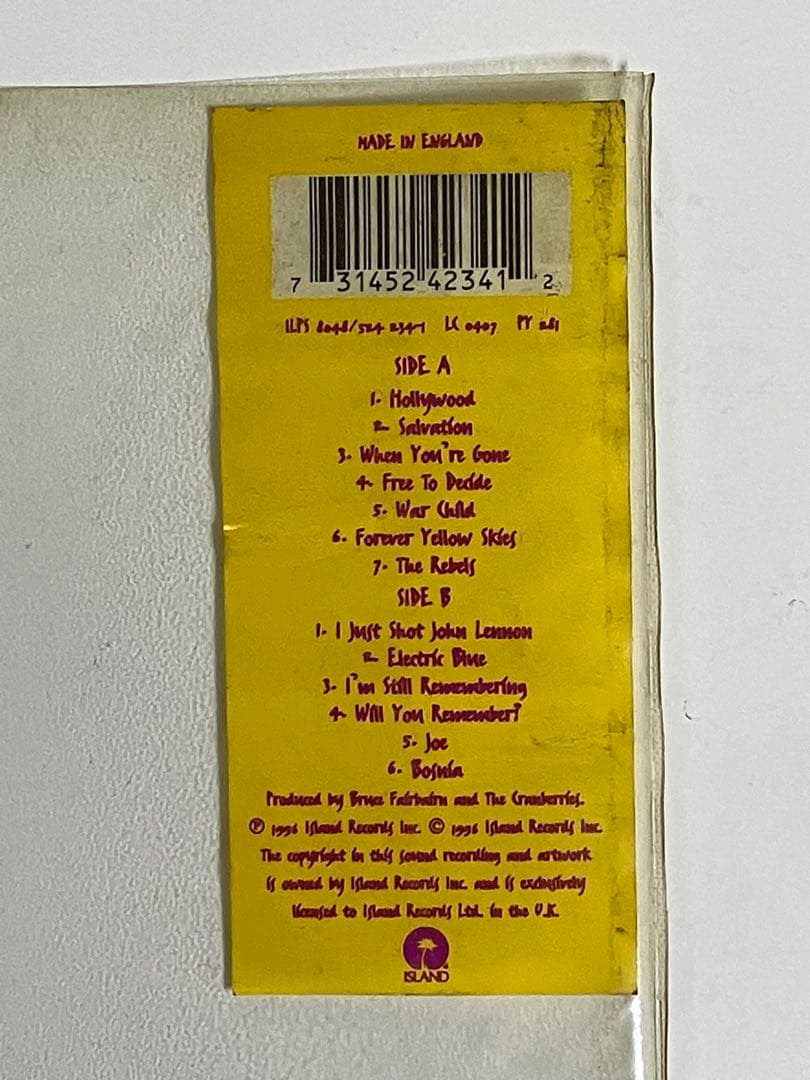 MADE IN ENGLAND
7 31452 42341 2
ILPS 8048/524 234-1 LC 0407 PY 281
SIDE A
1. Hollywood
2. Salvation
3. When You're Gone
4. Free To Decide
5. War Child
6. Forever Yellow Skies
7. The Rebels
SIDE B
1. I Just Shot John Lennon
2. Electric Blue
3. I'm Still Remembering
4. Will You Remember?
5. Joe
6. Bosnia
Produced by Bruce Fairbairn and The Cranberries.
℗ 1996 Island Records Inc. © 1996 Island Records Inc.
The copyright in this sound recording and artwork
is owned by Island Records Inc. and is exclusively
licensed to Island Records Ltd. in the U.K.
ISLAND